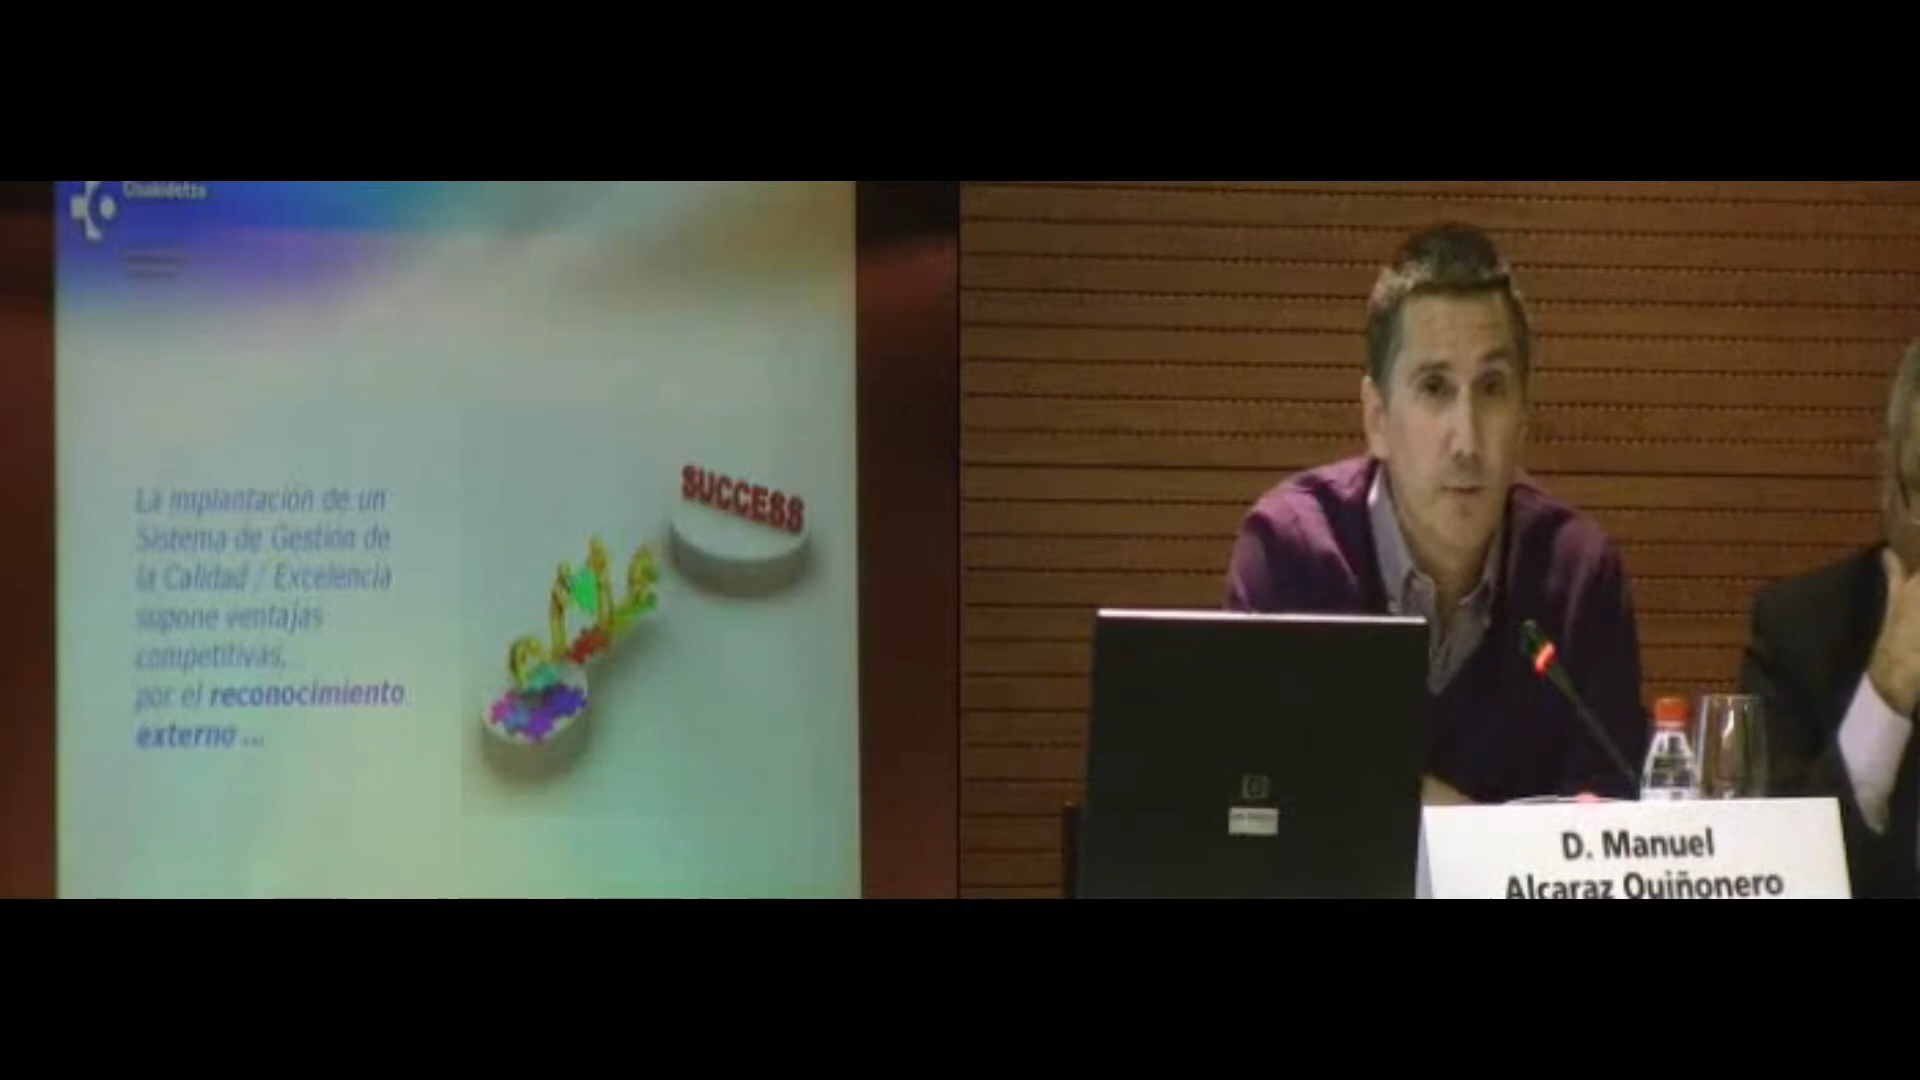 Osakidetza
La implantación de un
Sistema de Gestión de
la Calidad / Excelencia
supone ventajas
competitivas,
por el reconocimiento
externo ...
SUCCESS
D. Manuel
Alcaraz Quiñonero